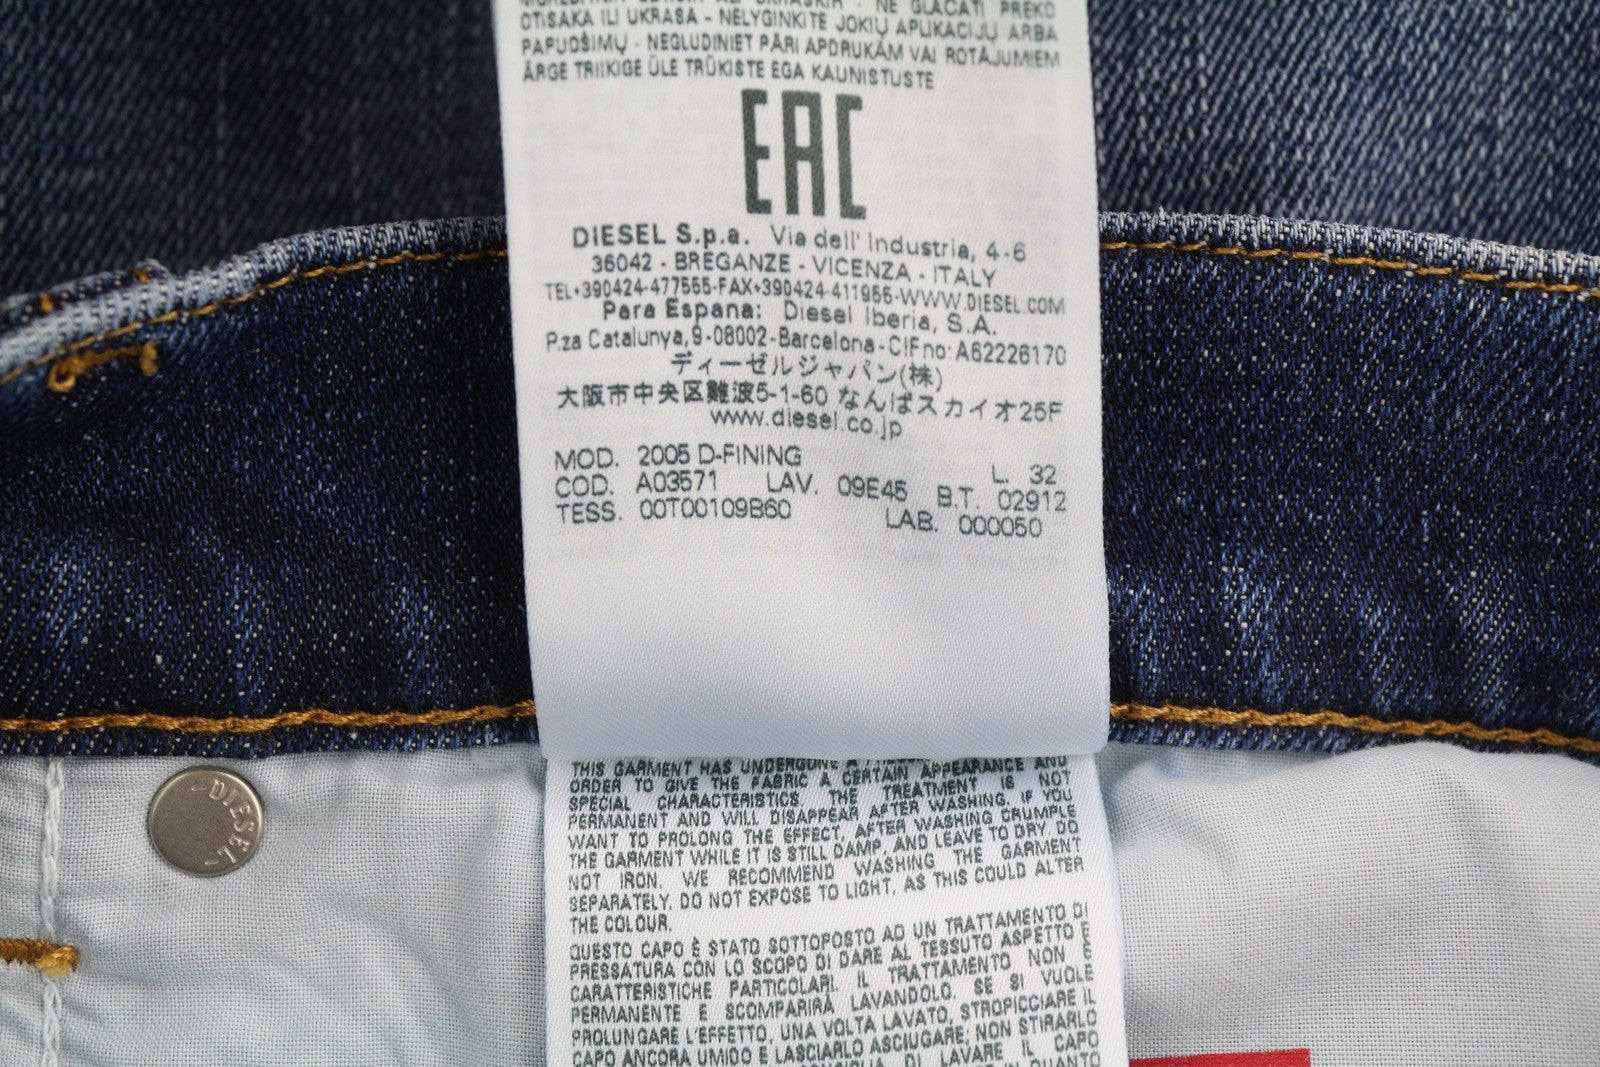 OTISAKA ILI UKRASA - NELYGINKITE JOKIŲ APLIKACIJŲ ARBA
PAPUOŠIMŲ - NEGLUDINIET PĀRI APDRUKĀM VAI ROTĀJUMIEM
ÄRGE TRIIKIGE ÜLE TRÜKISTE EGA KAUNISTUSTE
EAC
DIESEL S.p.a. Via dell' Industria, 4-6
36042 - BREGANZE - VICENZA - ITALY
TEL+390424-477555-FAX+390424-411955-WWW.DIESEL.COM
Para Espana: Diesel Iberia, S.A.
P.za Catalunya,9-08002-Barcelona-CIFno:A62226170
ディーゼルジャパン(株)
大阪市中央区難波5-1-60 なんばスカイオ25F
www.diesel.co.jp
MOD. 2005 D-FINING L. 32
COD. A03571 LAV. 09E45 B.T. 02912
TESS. 00T00109B60 LAB. 000050
THIS GARMENT HAS UNDERGONE A
ORDER TO GIVE THE FABRIC A CERTAIN APPEARANCE AND
SPECIAL CHARACTERISTICS. THE TREATMENT IS NOT
PERMANENT AND WILL DISAPPEAR AFTER WASHING. IF YOU
WANT TO PROLONG THE EFFECT, AFTER WASHING CRUMPLE
THE GARMENT WHILE IT IS STILL DAMP, AND LEAVE TO DRY. DO
NOT IRON. WE RECOMMEND WASHING THE GARMENT
SEPARATELY. DO NOT EXPOSE TO LIGHT, AS THIS COULD ALTER
THE COLOUR.
QUESTO CAPO È STATO SOTTOPOSTO AD UN TRATTAMENTO DI
PRESSATURA CON LO SCOPO DI DARE AL TESSUTO ASPETTO E
CARATTERISTICHE PARTICOLARI. IL TRATTAMENTO NON È
PERMANENTE E SCOMPARIRÀ LAVANDOLO. SE SI VUOLE
PROLUNGARE L'EFFETTO, UNA VOLTA LAVATO, STROPICCIARE IL
CAPO ANCORA UMIDO E LASCIARLO ASCIUGARE; NON STIRARLO
DI LAVARE IL CAPO
IN QUANTO
DIESEL